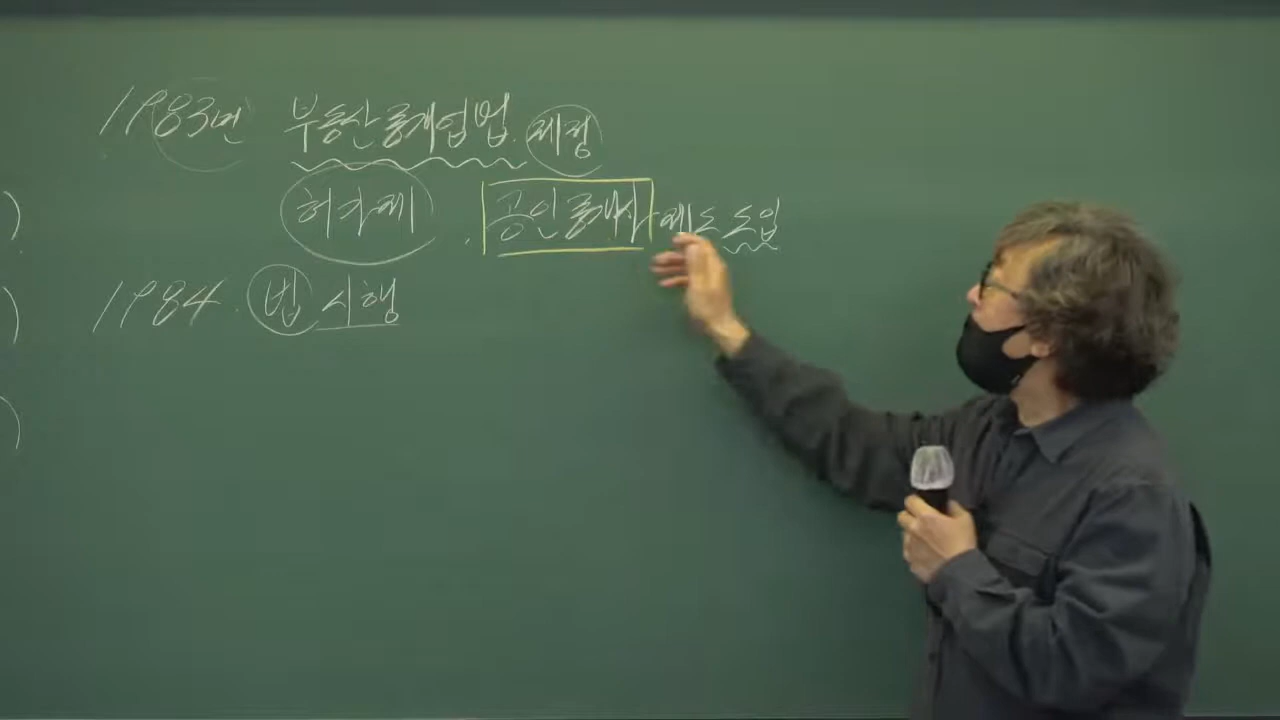 1983년 부동산중개업법. 제정
허가제 . 공인중개사 제도 도입
1984. 법 시행